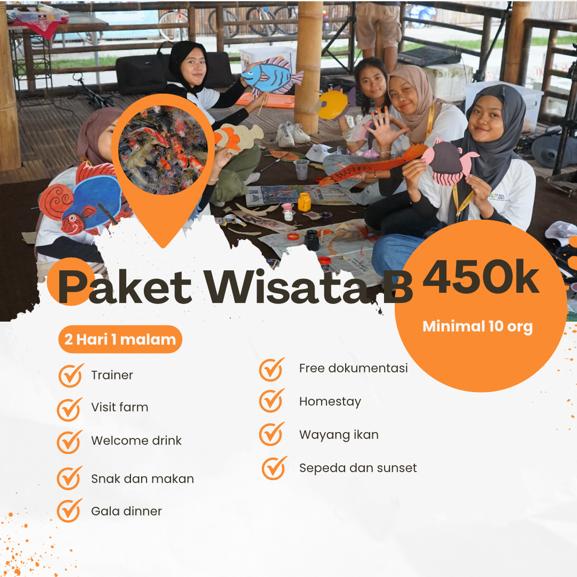 Paket Wisata B
450k
Minimal 10 org
2 Hari 1 malam
Trainer
Visit farm
Welcome drink
Snak dan makan
Gala dinner
Free dokumentasi
Homestay
Wayang ikan
Sepeda dan sunset